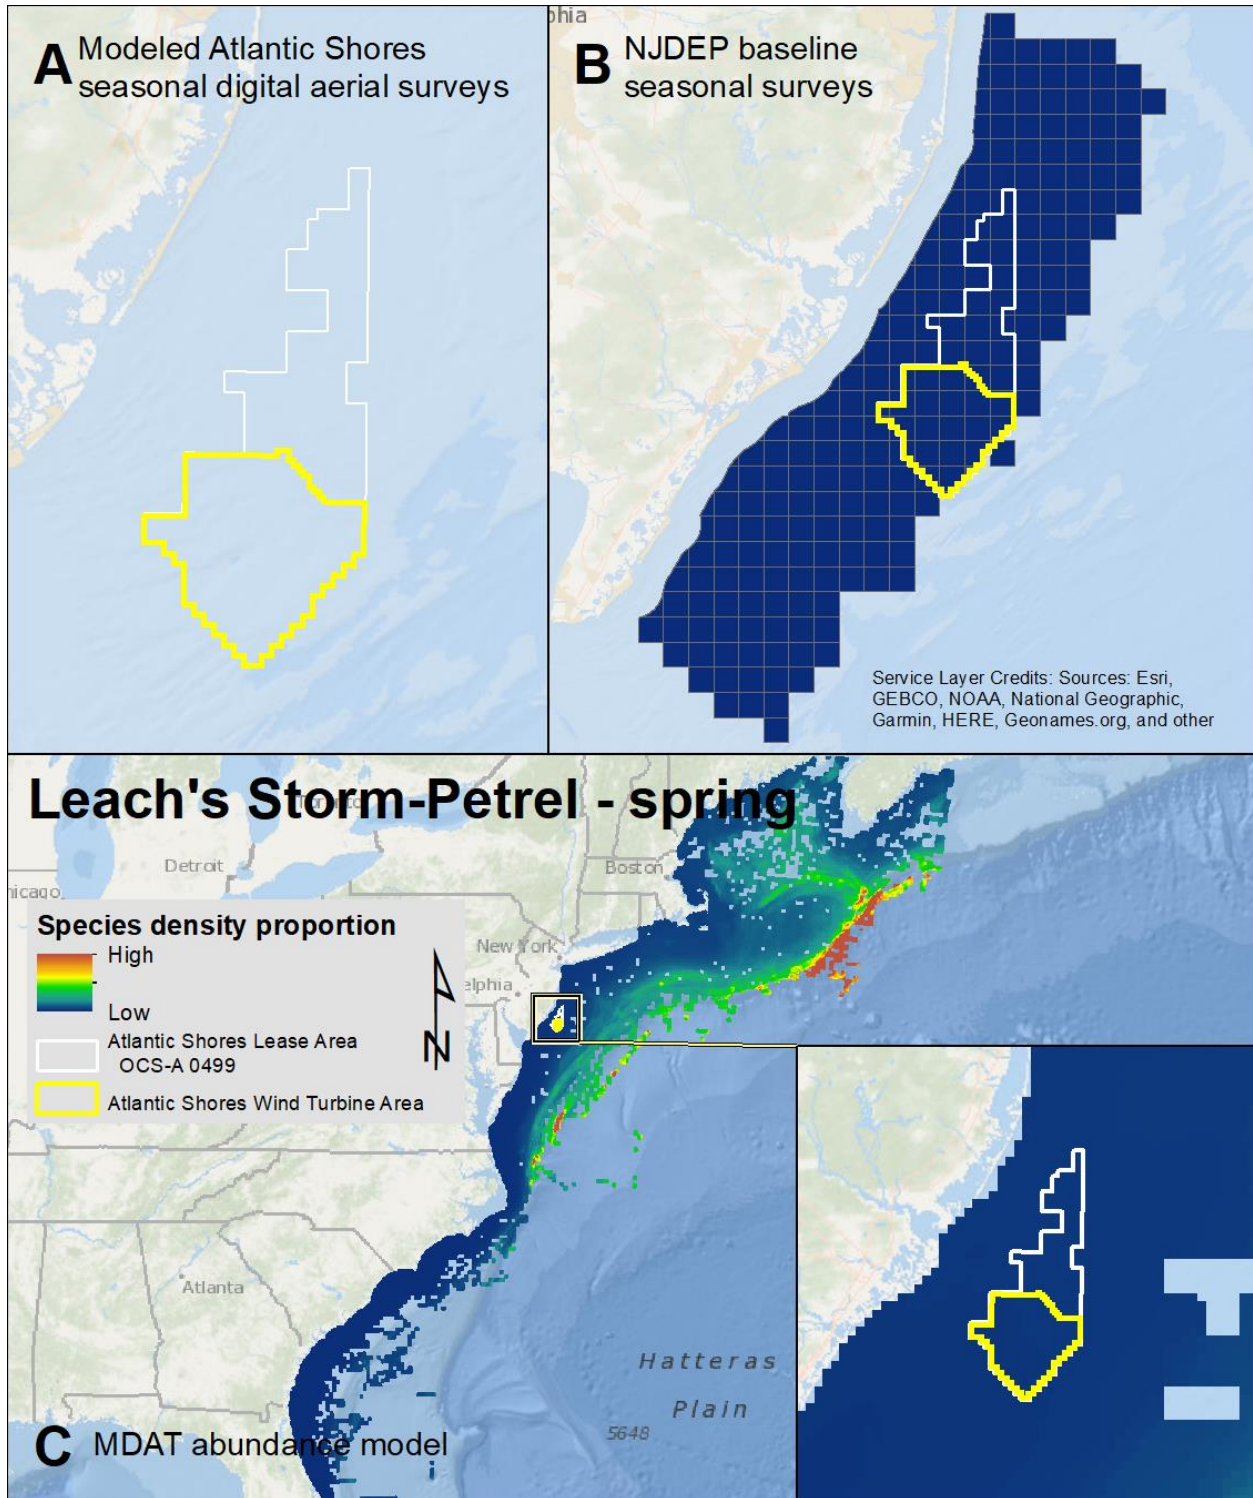 A Modeled Atlantic Shores
seasonal digital aerial surveys
phia
B NJDEP baseline
seasonal surveys
Service Layer Credits: Sources: Esri,
GEBCO, NOAA, National Geographic,
Garmin, HERE, Geonames.org, and other
Leach's Storm-Petrel - spring
Detroit
Boston
hicago
Species density proportion
High
Low
New York
elphia
N
Atlantic Shores Lease Area
OCS-A 0499
Atlantic Shores Wind Turbine Area
Atlanta
Hatteras
Plain
5648
C MDAT abundance model